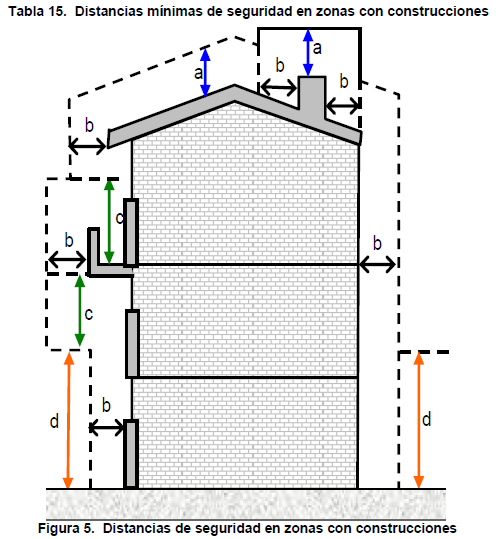 Tabla 15. Distancias mínimas de seguridad en zonas con construcciones
a
a
b
b
b
c
b
b
c
b
d
d
Figura 5. Distancias de seguridad en zonas con construcciones